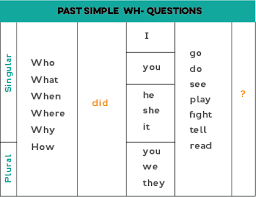 PAST SIMPLE WH- QUESTIONS
Singular
Plural
Who
What
When
Where
Why
How
did
I
you
he
she
it
you
we
they
go
do
see
play
fight
tell
read
?